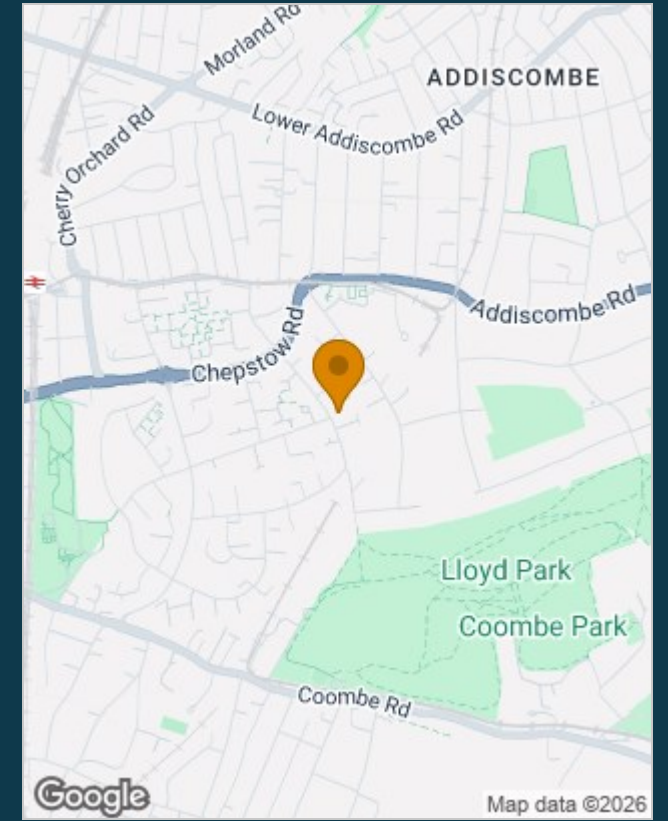 Morland Rd
ADDISCOMBE
Lower Addiscombe Rd
Cherry Orchard Rd
Addiscombe Rd
Chepstow Rd
Lloyd Park
Coombe Park
Coombe Rd
Google
Map data ©2026